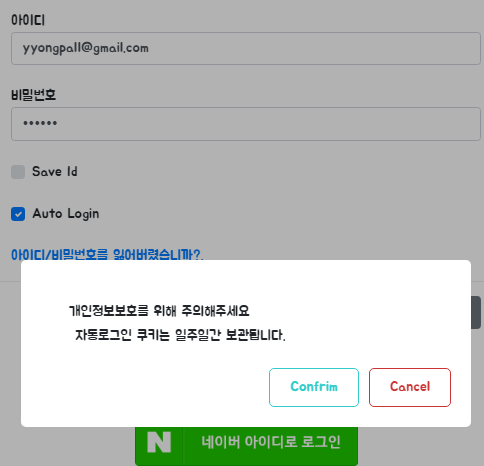 아이디
yyongpall@gmail.com
비밀번호
••••••
Save Id
Auto Login
아이디/비밀번호를 잃어버렸습니까?.
개인정보보호를 위해 주의해주세요
자동로그인 쿠키는 일주일간 보관됩니다.
Confrim Cancel
N 네이버 아이디로 로그인